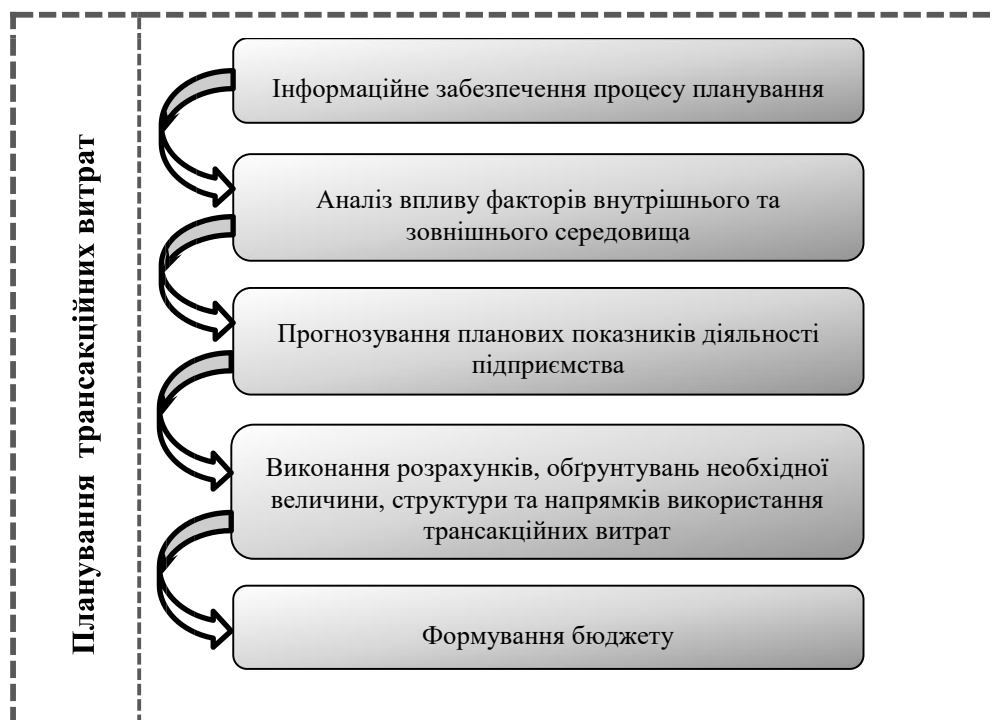 Планування трансакційних витрат
Інформаційне забезпечення процесу планування
Аналіз впливу факторів внутрішнього та
зовнішнього середовища
Прогнозування планових показників діяльності
підприємства
Виконання розрахунків, обґрунтувань необхідної
величини, структури та напрямків використання
трансакційних витрат
Формування бюджету